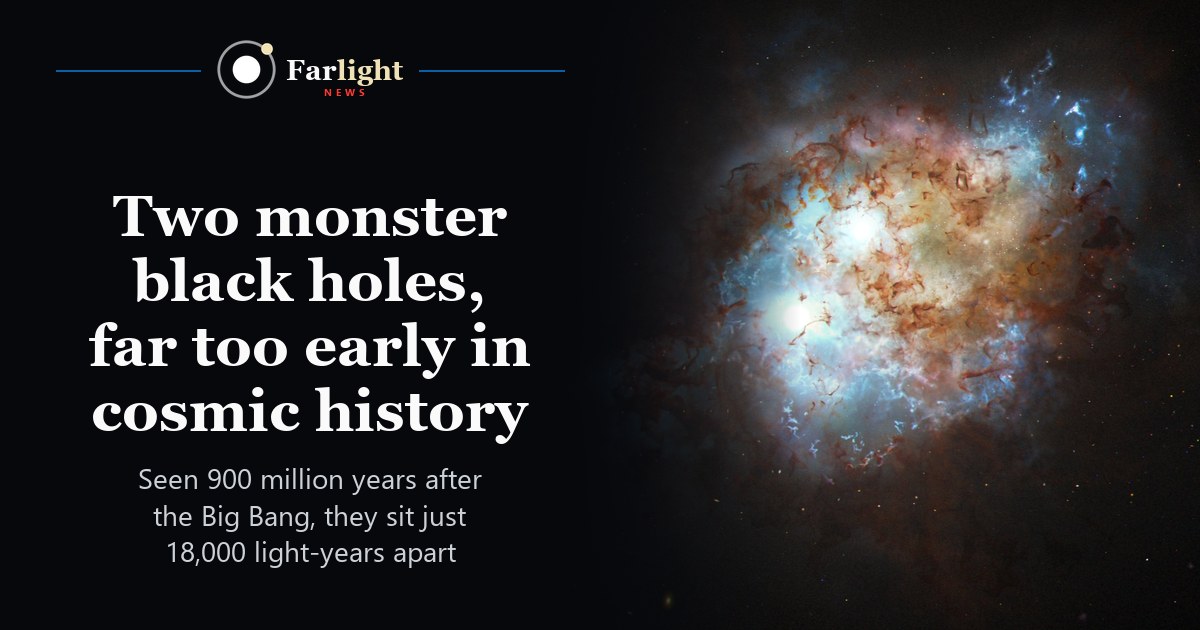 Farlight
NEWS
Two monster
black holes,
far too early in
cosmic history
Seen 900 million years after
the Big Bang, they sit just
18,000 light-years apart